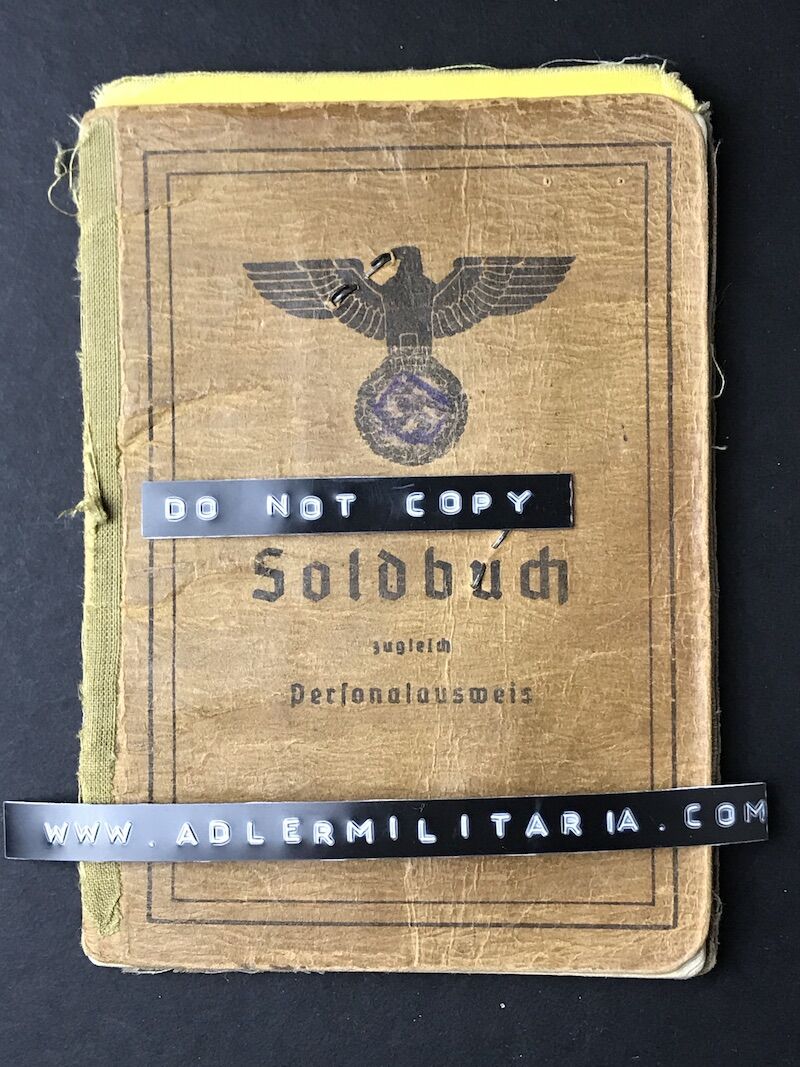 DO NOT COPY
Soldbuch
zugleich
Personalausweis
WWW.ADLERMILITARIA.COM